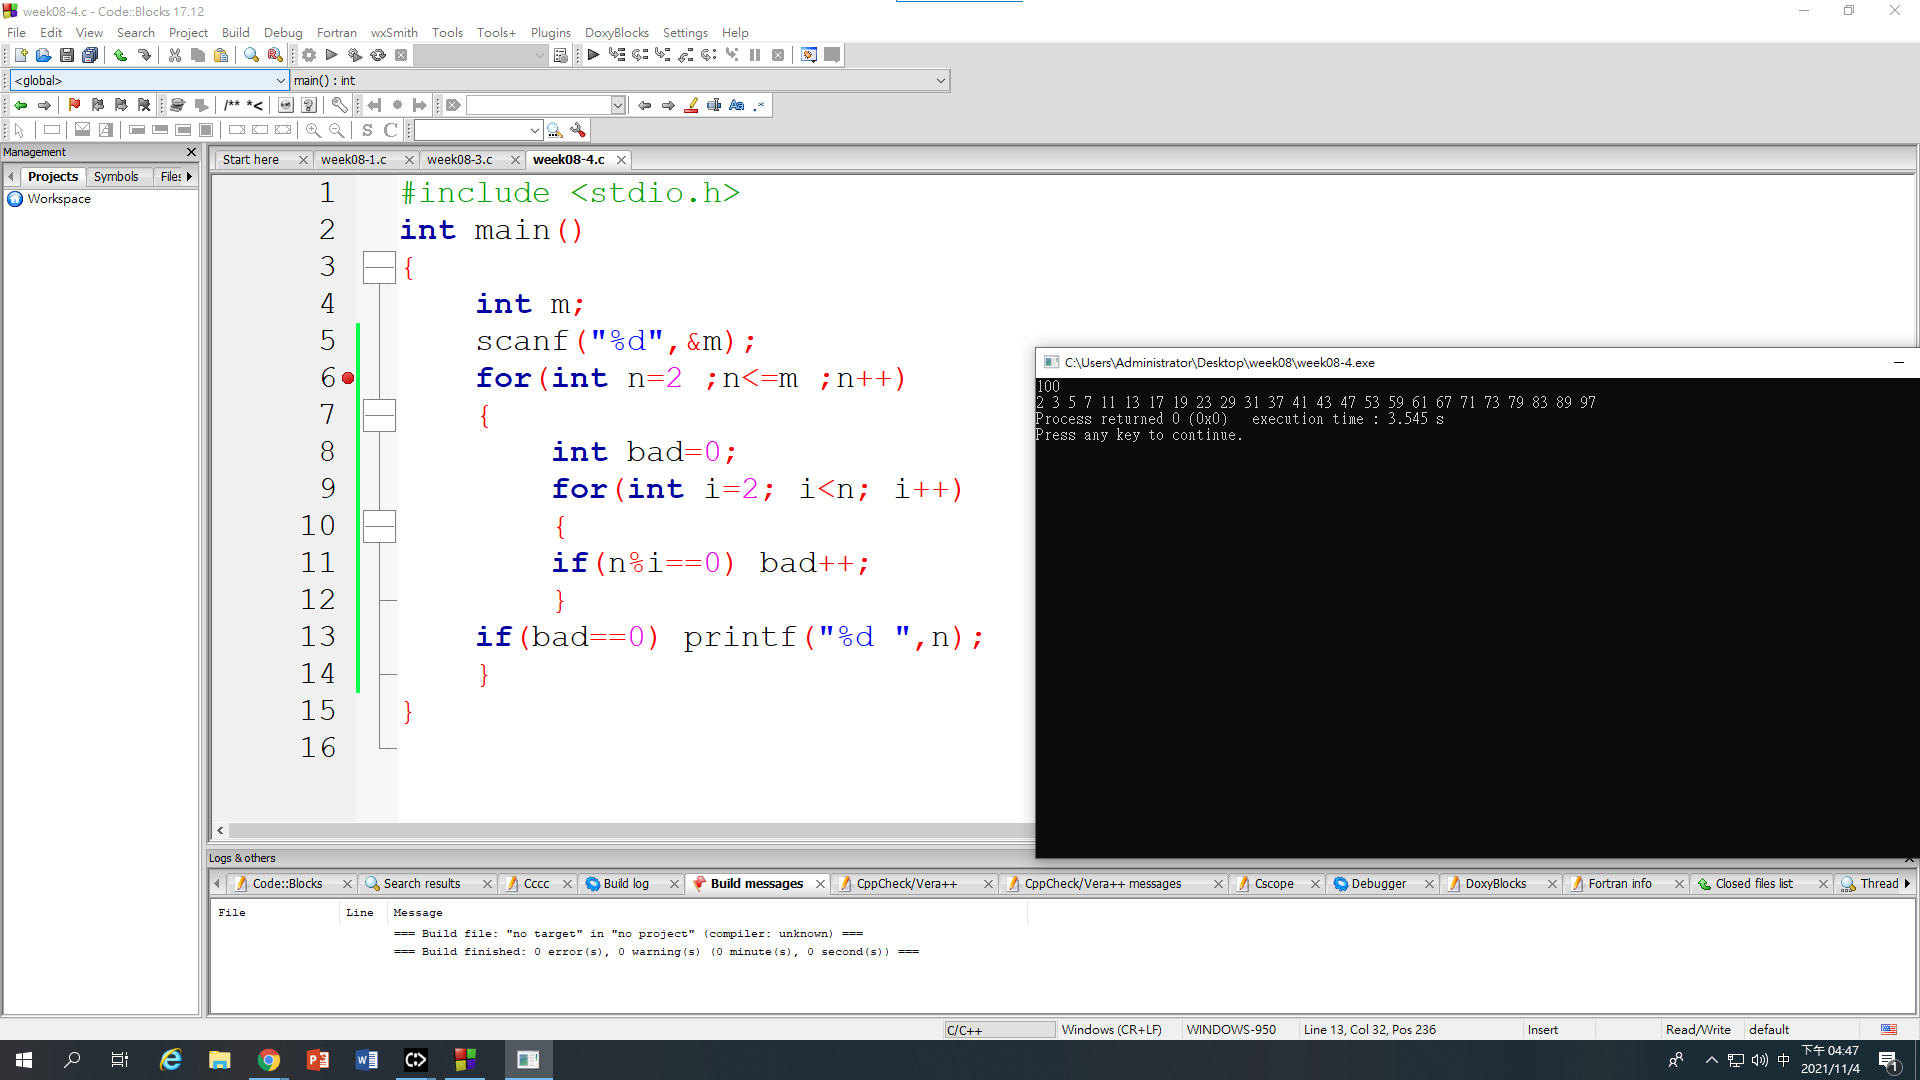 week08-4.c - Code::Blocks 17.12
File Edit View Search Project Build Debug Fortran wxSmith Tools Tools+ Plugins DoxyBlocks Settings Help
<global> main() : int
/** *<
S C
Management
Projects Symbols Files
Workspace
Start here week08-1.c week08-3.c week08-4.c
1 #include <stdio.h>
2 int main()
3 {
4 int m;
5 scanf("%d",&m);
6 for(int n=2 ;n<=m ;n++)
7 {
8 int bad=0;
9 for(int i=2; i<n; i++)
10 {
11 if(n%i==0) bad++;
12 }
13 if(bad==0) printf("%d ",n);
14 }
15 }
16
C:\Users\Administrator\Desktop\week08\week08-4.exe
100
2 3 5 7 11 13 17 19 23 29 31 37 41 43 47 53 59 61 67 71 73 79 83 89 97
Process returned 0 (0x0) execution time : 3.545 s
Press any key to continue.
Logs & others
Code::Blocks Search results Cccc Build log Build messages CppCheck/Vera++ CppCheck/Vera++ messages Cscope Debugger DoxyBlocks Fortran info Closed files list Thread
File Line Message
=== Build file: "no target" in "no project" (compiler: unknown) ===
=== Build finished: 0 error(s), 0 warning(s) (0 minute(s), 0 second(s)) ===
C/C++ Windows (CR+LF) WINDOWS-950 Line 13, Col 32, Pos 236 Insert Read/Write default
中 下午 04:47
2021/11/4
1